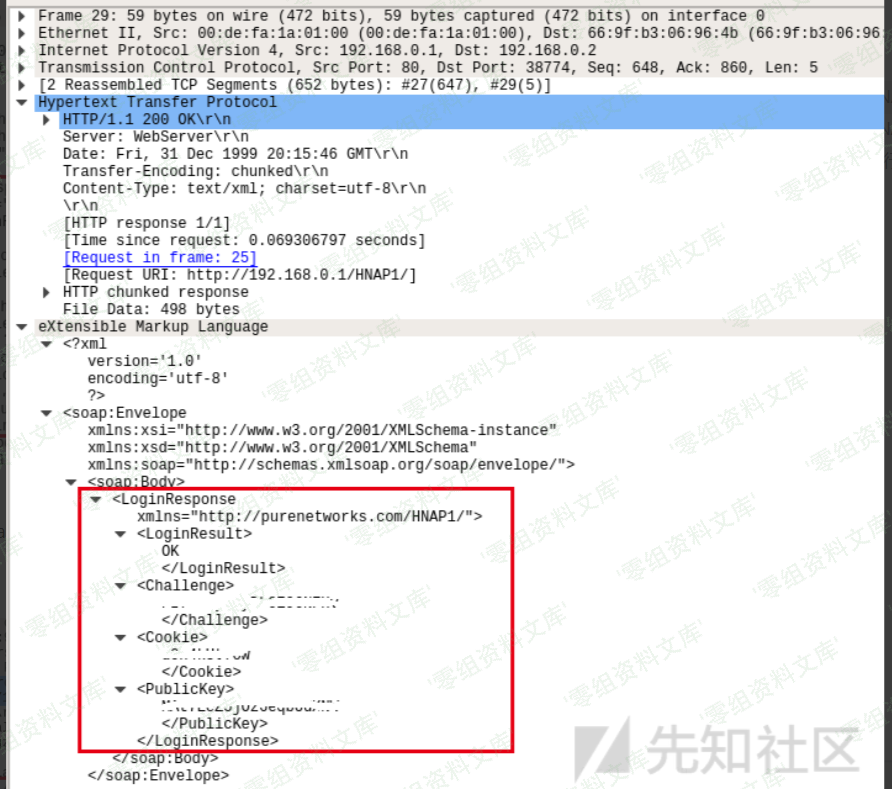 Frame 29: 59 bytes on wire (472 bits), 59 bytes captured (472 bits) on interface 0
Ethernet II, Src: 00:de:fa:1a:01:00 (00:de:fa:1a:01:00), Dst: 66:9f:b3:06:96:4b (66:9f:b3:06:96
Internet Protocol Version 4, Src: 192.168.0.1, Dst: 192.168.0.2
Transmission Control Protocol, Src Port: 80, Dst Port: 38774, Seq: 648, Ack: 860, Len: 5
[2 Reassembled TCP Segments (652 bytes): #27(647), #29(5)]
Hypertext Transfer Protocol
HTTP/1.1 200 OK\r\n
Server: WebServer\r\n
Date: Fri, 31 Dec 1999 20:15:46 GMT\r\n
Transfer-Encoding: chunked\r\n
Content-Type: text/xml; charset=utf-8\r\n
\r\n
[HTTP response 1/1]
[Time since request: 0.069306797 seconds]
[Request in frame: 25]
[Request URI: http://192.168.0.1/HNAP1/]
HTTP chunked response
File Data: 498 bytes
eXtensible Markup Language
<?xml
version='1.0'
encoding='utf-8'
?>
<soap:Envelope
xmlns:xsi="http://www.w3.org/2001/XMLSchema-instance"
xmlns:xsd="http://www.w3.org/2001/XMLSchema"
xmlns:soap="http://schemas.xmlsoap.org/soap/envelope/">
<soap:Body>
<LoginResponse
xmlns="http://purenetworks.com/HNAP1/">
<LoginResult>
OK
</LoginResult>
<Challenge>
</Challenge>
<Cookie>
</Cookie>
<PublicKey>
</PublicKey>
</LoginResponse>
</soap:Body>
</soap:Envelope>
零组资料文库
先知社区